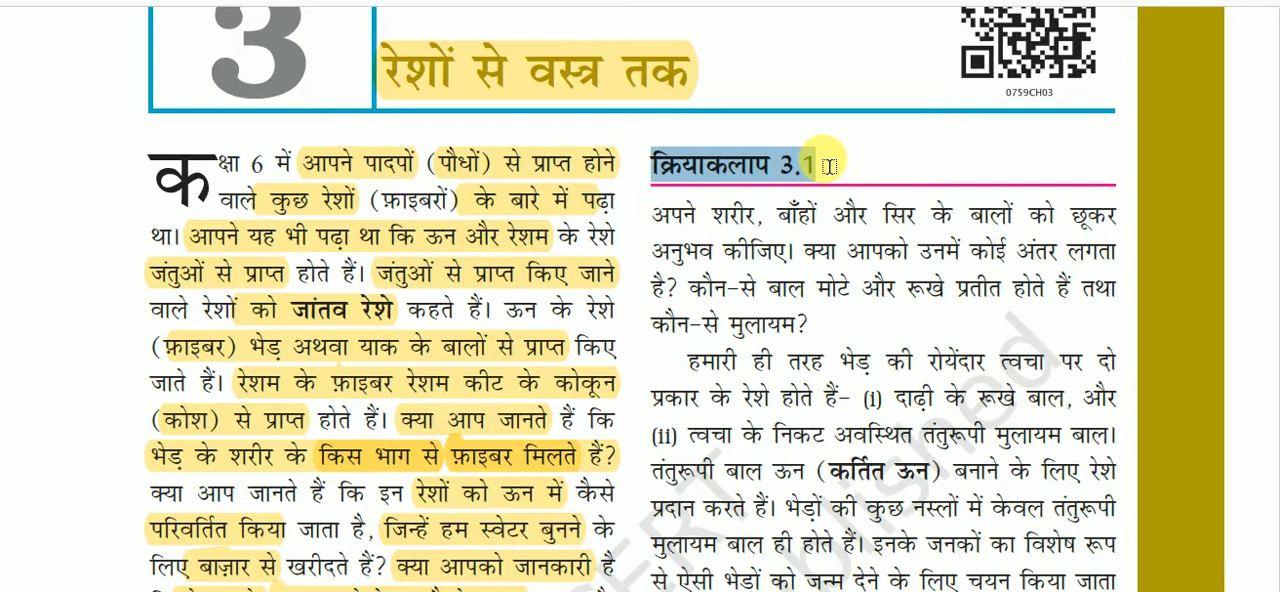 3
रेशों से वस्त्र तक
0759CH03
कक्षा 6 में आपने पादपों (पौधों) से प्राप्त होने
वाले कुछ रेशों (फ़ाइबरों) के बारे में पढ़ा
था। आपने यह भी पढ़ा था कि ऊन और रेशम के रेशे
जंतुओं से प्राप्त होते हैं। जंतुओं से प्राप्त किए जाने
वाले रेशों को जांतव रेशे कहते हैं। ऊन के रेशे
(फ़ाइबर) भेड़ अथवा याक के बालों से प्राप्त किए
जाते हैं। रेशम के फ़ाइबर रेशम कीट के कोकून
(कोश) से प्राप्त होते हैं। क्या आप जानते हैं कि
भेड़ के शरीर के किस भाग से फ़ाइबर मिलते हैं?
क्या आप जानते हैं कि इन रेशों को ऊन में कैसे
परिवर्तित किया जाता है, जिन्हें हम स्वेटर बुनने के
लिए बाज़ार से खरीदते हैं? क्या आपको जानकारी है
क्रियाकलाप 3.1
अपने शरीर, बाँहों और सिर के बालों को छूकर
अनुभव कीजिए। क्या आपको उनमें कोई अंतर लगता
है? कौन-से बाल मोटे और रूखे प्रतीत होते हैं तथा
कौन-से मुलायम?
हमारी ही तरह भेड़ की रोयेंदार त्वचा पर दो
प्रकार के रेशे होते हैं- (i) दाढ़ी के रूखे बाल, और
(ii) त्वचा के निकट अवस्थित तंतुरूपी मुलायम बाल।
तंतुरूपी बाल ऊन (कर्तित ऊन) बनाने के लिए रेशे
प्रदान करते हैं। भेड़ों की कुछ नस्लों में केवल तंतुरूपी
मुलायम बाल ही होते हैं। इनके जनकों का विशेष रूप
से ऐसी भेडों को जन्म देने के लिए चयन किया जाता